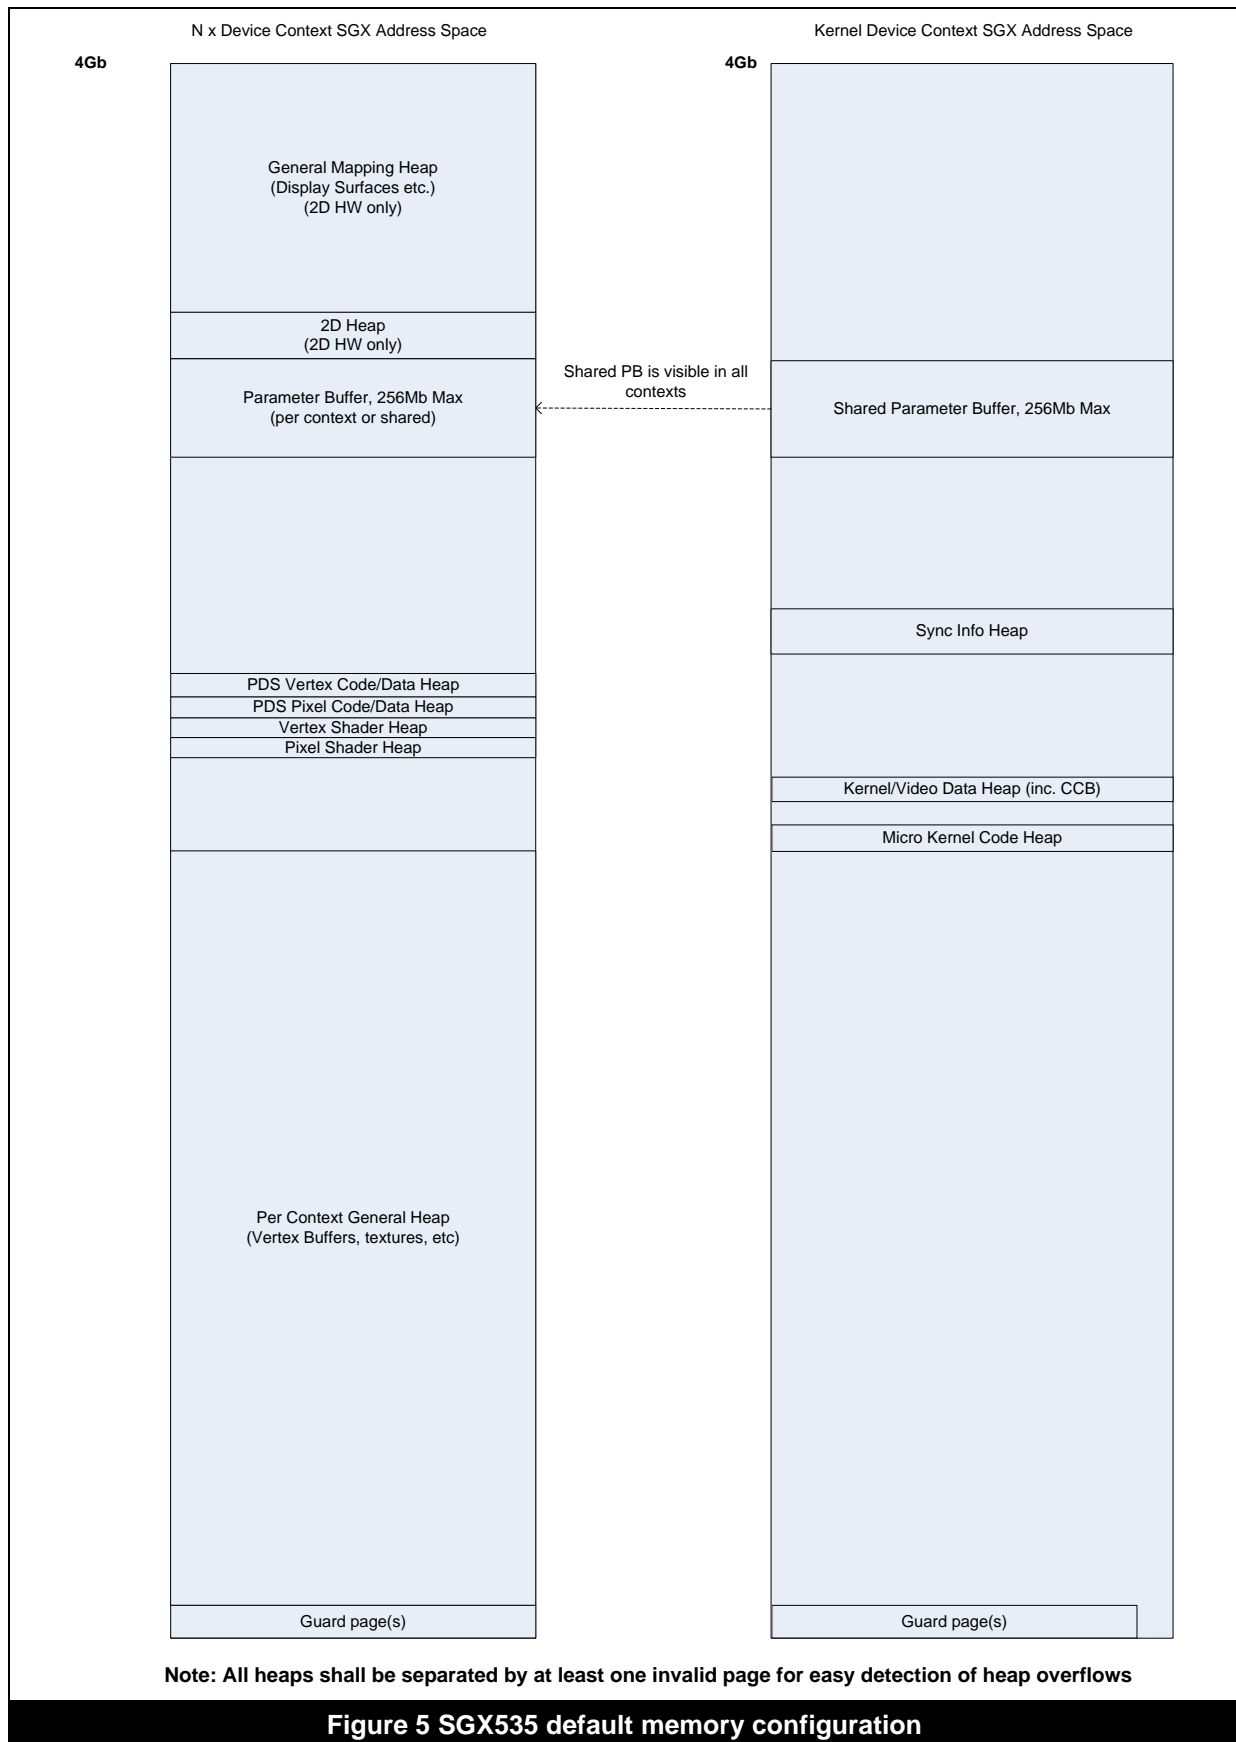 N x Device Context SGX Address Space
Kernel Device Context SGX Address Space
4Gb
4Gb
General Mapping Heap
(Display Surfaces etc.)
(2D HW only)
2D Heap
(2D HW only)
Parameter Buffer, 256Mb Max
(per context or shared)
Shared PB is visible in all
contexts
Shared Parameter Buffer, 256Mb Max
Sync Info Heap
PDS Vertex Code/Data Heap
PDS Pixel Code/Data Heap
Vertex Shader Heap
Pixel Shader Heap
Kernel/Video Data Heap (inc. CCB)
Micro Kernel Code Heap
Per Context General Heap
(Vertex Buffers, textures, etc)
Guard page(s)
Guard page(s)
Note: All heaps shall be separated by at least one invalid page for easy detection of heap overflows
Figure 5 SGX535 default memory configuration